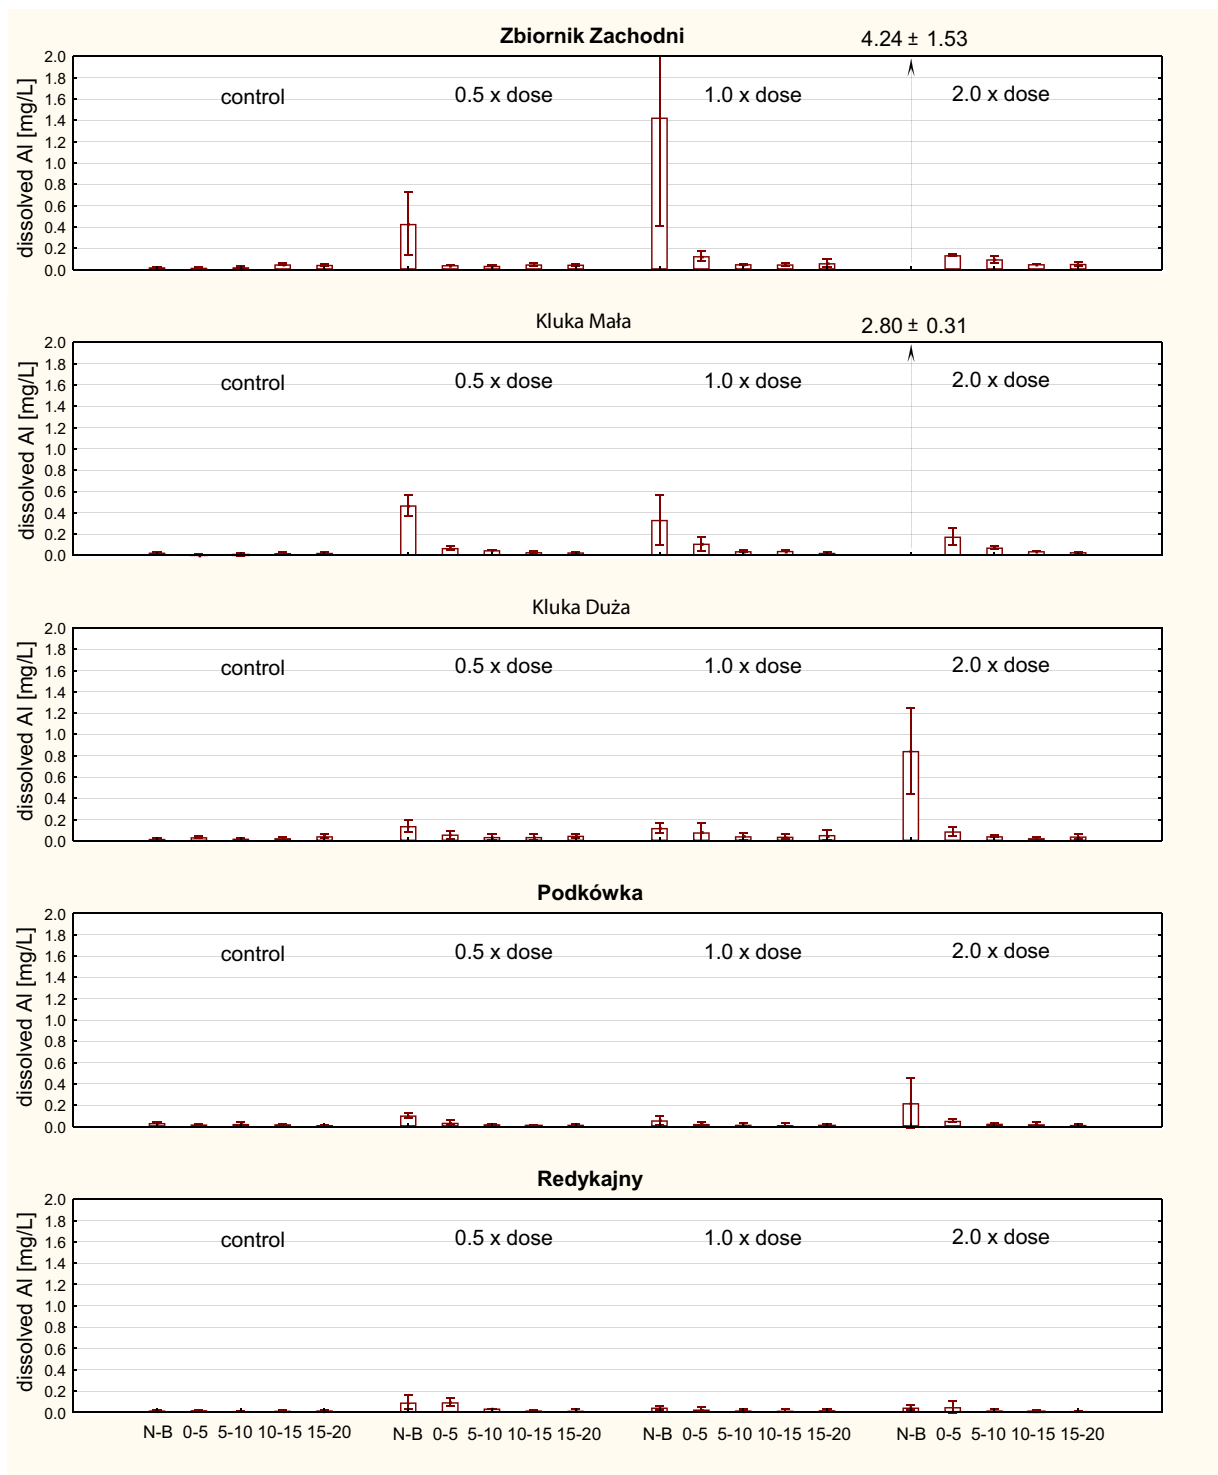 Zbiornik Zachodni
4.24 ± 1.53
dissolved Al [mg/L]
2.0
1.8
1.6
1.4
1.2
1.0
0.8
0.6
0.4
0.2
0.0
control
0.5 x dose
1.0 x dose
2.0 x dose
Kluka Mała
2.80 ± 0.31
dissolved Al [mg/L]
2.0
1.8
1.6
1.4
1.2
1.0
0.8
0.6
0.4
0.2
0.0
control
0.5 x dose
1.0 x dose
2.0 x dose
Kluka Duża
dissolved Al [mg/L]
2.0
1.8
1.6
1.4
1.2
1.0
0.8
0.6
0.4
0.2
0.0
control
0.5 x dose
1.0 x dose
2.0 x dose
Podkówka
dissolved Al [mg/L]
2.0
1.8
1.6
1.4
1.2
1.0
0.8
0.6
0.4
0.2
0.0
control
0.5 x dose
1.0 x dose
2.0 x dose
Redykajny
dissolved Al [mg/L]
2.0
1.8
1.6
1.4
1.2
1.0
0.8
0.6
0.4
0.2
0.0
control
0.5 x dose
1.0 x dose
2.0 x dose
N-B 0-5 5-10 10-15 15-20 N-B 0-5 5-10 10-15 15-20 N-B 0-5 5-10 10-15 15-20 N-B 0-5 5-10 10-15 15-20